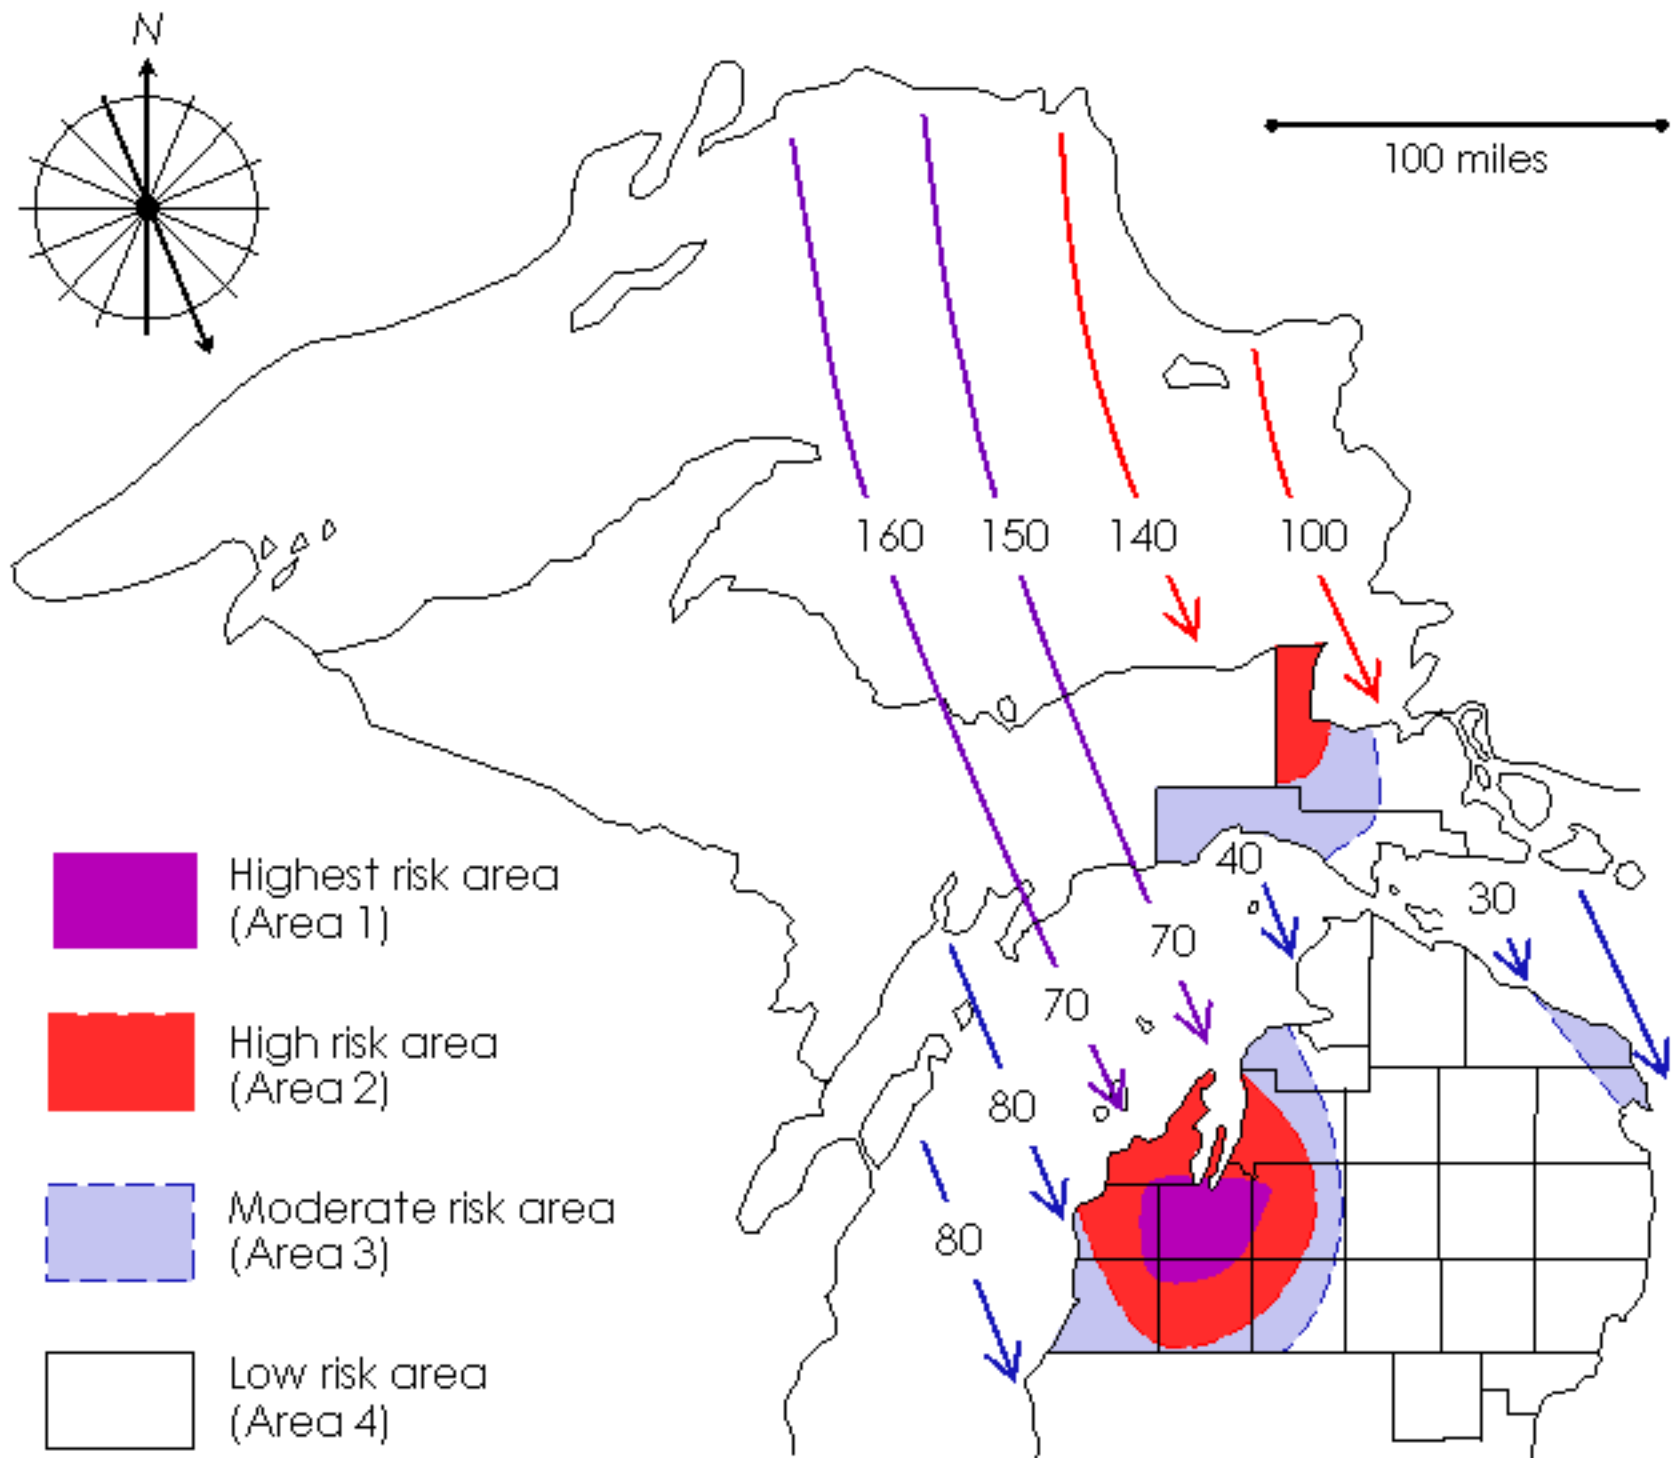 N
100 miles
160
150
140
100
40
30
70
70
80
80
Highest risk area
(Area 1)
High risk area
(Area 2)
Moderate risk area
(Area 3)
Low risk area
(Area 4)